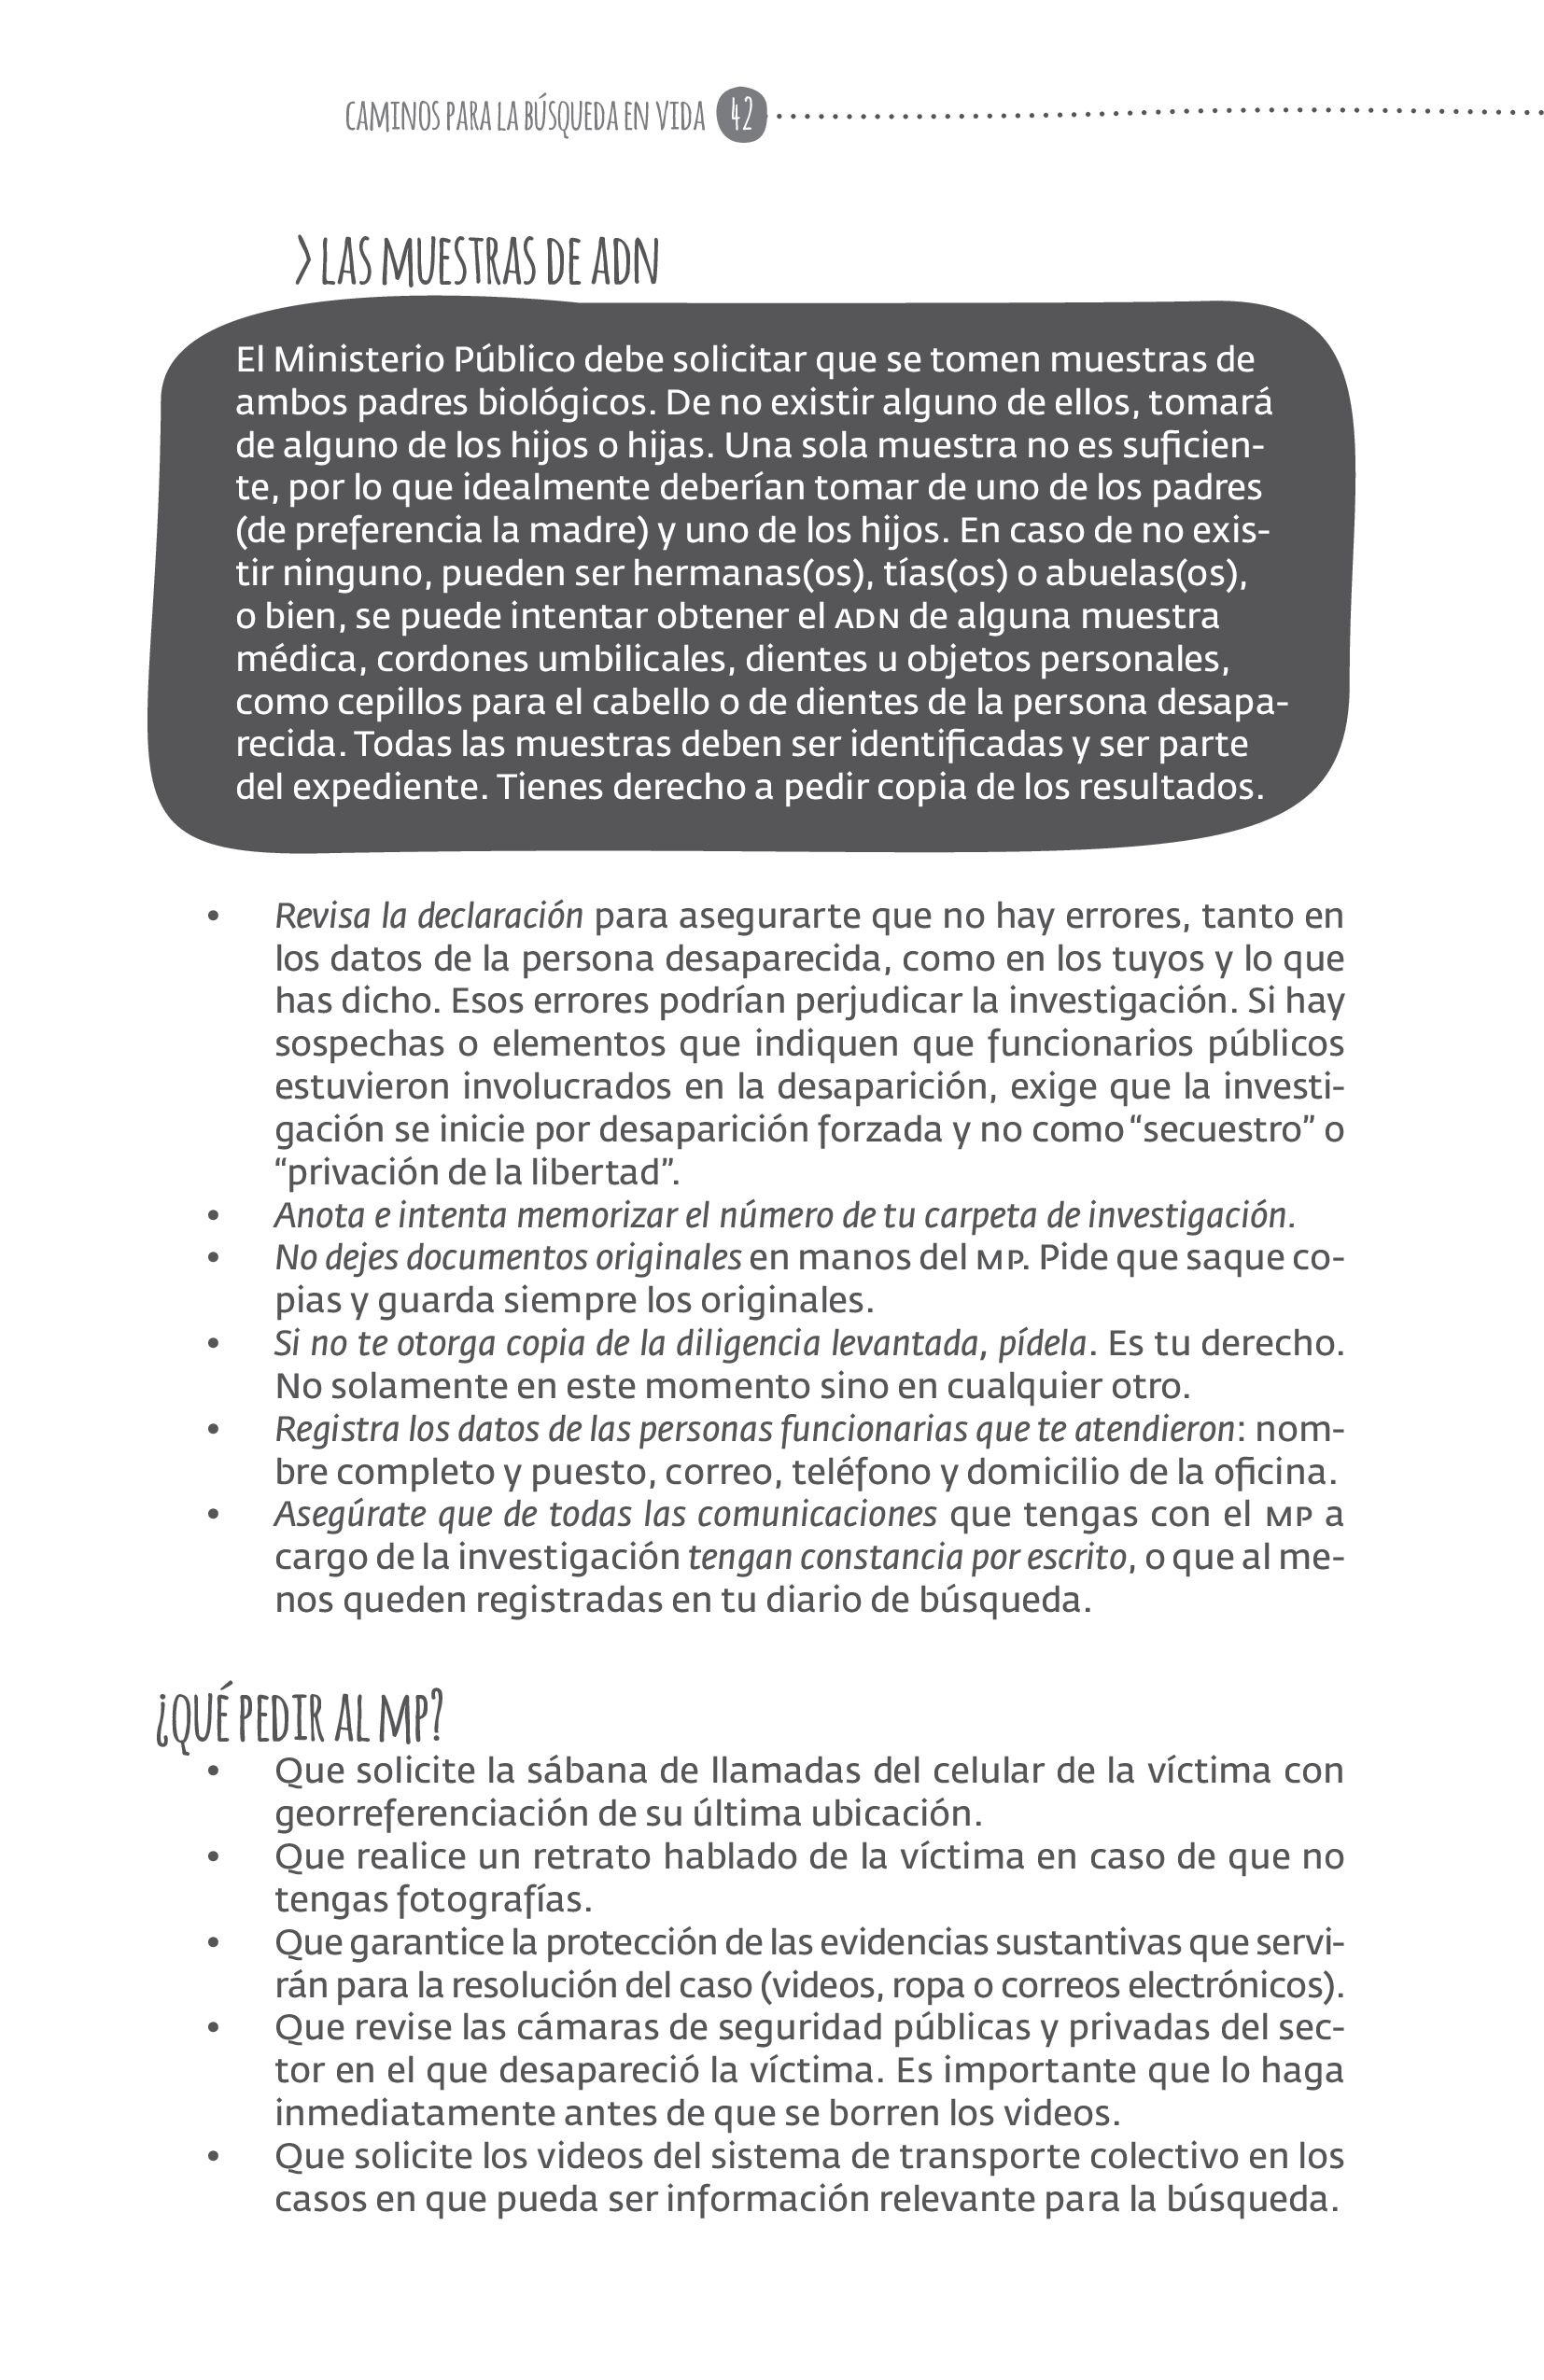 CAMINOS PARA LA BÚSQUEDA EN VIDA 42
> LAS MUESTRAS DE ADN
El Ministerio Público debe solicitar que se tomen muestras de
ambos padres biológicos. De no existir alguno de ellos, tomará
de alguno de los hijos o hijas. Una sola muestra no es suficien-
te, por lo que idealmente deberían tomar de uno de los padres
(de preferencia la madre) y uno de los hijos. En caso de no exis-
tir ninguno, pueden ser hermanas(os), tías(os) o abuelas(os),
o bien, se puede intentar obtener el ADN de alguna muestra
médica, cordones umbilicales, dientes u objetos personales,
como cepillos para el cabello o de dientes de la persona desapa-
recida. Todas las muestras deben ser identificadas y ser parte
del expediente. Tienes derecho a pedir copia de los resultados.
• Revisa la declaración para asegurarte que no hay errores, tanto en
los datos de la persona desaparecida, como en los tuyos y lo que
has dicho. Esos errores podrían perjudicar la investigación. Si hay
sospechas o elementos que indiquen que funcionarios públicos
estuvieron involucrados en la desaparición, exige que la investi-
gación se inicie por desaparición forzada y no como “secuestro” o
“privación de la libertad”.
• Anota e intenta memorizar el número de tu carpeta de investigación.
• No dejes documentos originales en manos del MP. Pide que saque co-
pias y guarda siempre los originales.
• Si no te otorga copia de la diligencia levantada, pídela. Es tu derecho.
No solamente en este momento sino en cualquier otro.
• Registra los datos de las personas funcionarias que te atendieron: nom-
bre completo y puesto, correo, teléfono y domicilio de la oficina.
• Asegúrate que de todas las comunicaciones que tengas con el MP a
cargo de la investigación tengan constancia por escrito, o que al me-
nos queden registradas en tu diario de búsqueda.
¿QUÉ PEDIR AL MP?
• Que solicite la sábana de llamadas del celular de la víctima con
georreferenciación de su última ubicación.
• Que realice un retrato hablado de la víctima en caso de que no
tengas fotografías.
• Que garantice la protección de las evidencias sustantivas que servi-
rán para la resolución del caso (videos, ropa o correos electrónicos).
• Que revise las cámaras de seguridad públicas y privadas del sec-
tor en el que desapareció la víctima. Es importante que lo haga
inmediatamente antes de que se borren los videos.
• Que solicite los videos del sistema de transporte colectivo en los
casos en que pueda ser información relevante para la búsqueda.